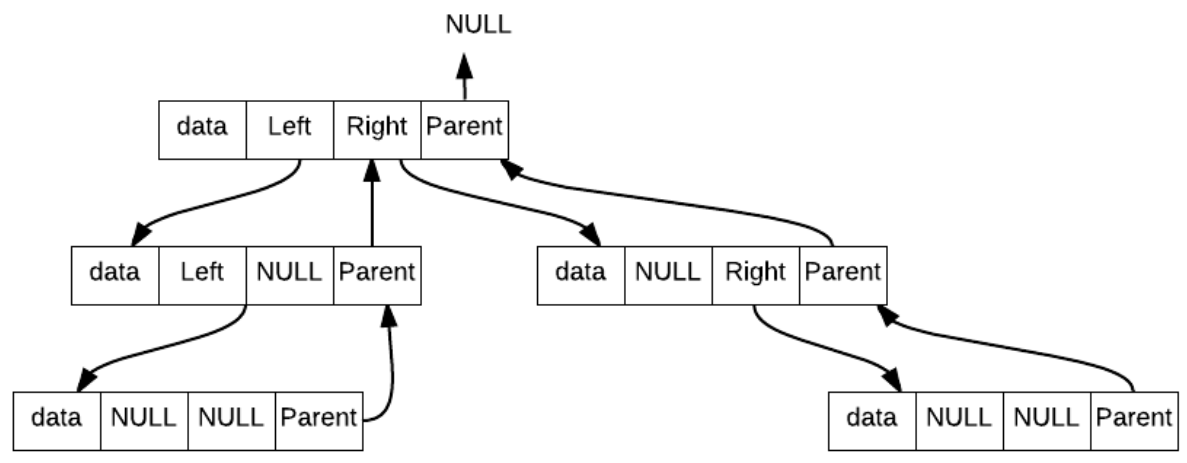 NULL
data Left Right Parent
data Left NULL Parent
data NULL Right Parent
data NULL NULL Parent
data NULL NULL Parent